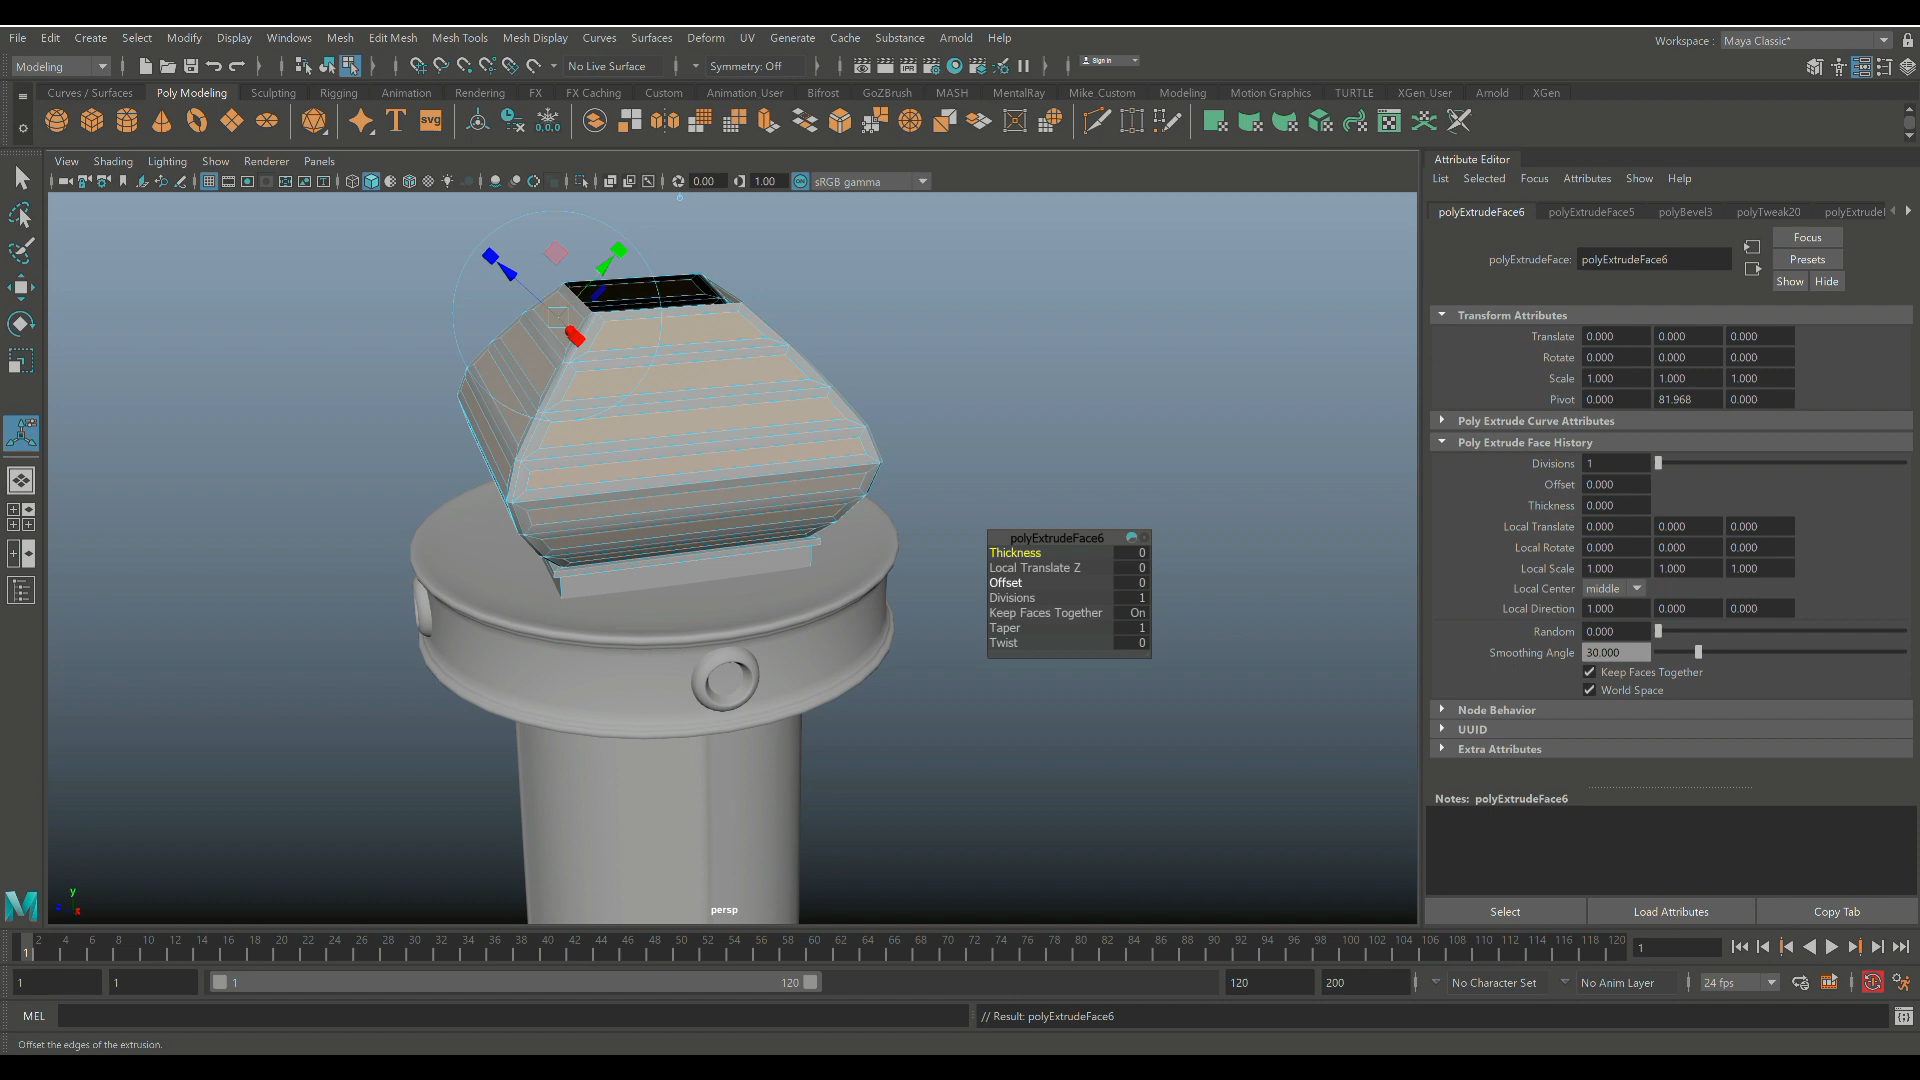 File Edit Create Select Modify Display Windows Mesh Edit Mesh Mesh Tools Mesh Display Curves Surfaces Deform UV Generate Cache Substance Arnold Help
Workspace : Maya Classic*
Modeling No Live Surface Symmetry: Off Sign In
Curves / Surfaces Poly Modeling Sculpting Rigging Animation Rendering FX FX Caching Custom Animation_User Bifrost GoZBrush MASH MentalRay Mike_Custom Modeling Motion Graphics TURTLE XGen_User Arnold XGen
T svg 0,0,0
View Shading Lighting Show Renderer Panels
0.00 1.00 ON sRGB gamma
persp
y
polyExtrudeFace6
Thickness 0
Local Translate Z 0
Offset 0
Divisions 1
Keep Faces Together On
Taper 1
Twist 0
Attribute Editor
List Selected Focus Attributes Show Help
polyExtrudeFace6 polyExtrudeFace5 polyBevel3 polyTweak20 polyExtrudeI
Focus
polyExtrudeFace: polyExtrudeFace6 Presets
Show Hide
Transform Attributes
Translate 0.000 0.000 0.000
Rotate 0.000 0.000 0.000
Scale 1.000 1.000 1.000
Pivot 0.000 81.968 0.000
Poly Extrude Curve Attributes
Poly Extrude Face History
Divisions 1
Offset 0.000
Thickness 0.000
Local Translate 0.000 0.000 0.000
Local Rotate 0.000 0.000 0.000
Local Scale 1.000 1.000 1.000
Local Center middle
Local Direction 1.000 0.000 0.000
Random 0.000
Smoothing Angle 30.000
Keep Faces Together
World Space
Node Behavior
UUID
Extra Attributes
Notes: polyExtrudeFace6
Select Load Attributes Copy Tab
1 2 4 6 8 10 12 14 16 18 20 22 24 26 28 30 32 34 36 38 40 42 44 46 48 50 52 54 56 58 60 62 64 66 68 70 72 74 76 78 80 82 84 86 88 90 92 94 96 98 100 102 104 106 108 110 112 114 116 118 120 1
1 1 1 120 120 200 No Character Set No Anim Layer 24 fps
MEL // Result: polyExtrudeFace6
Offset the edges of the extrusion.